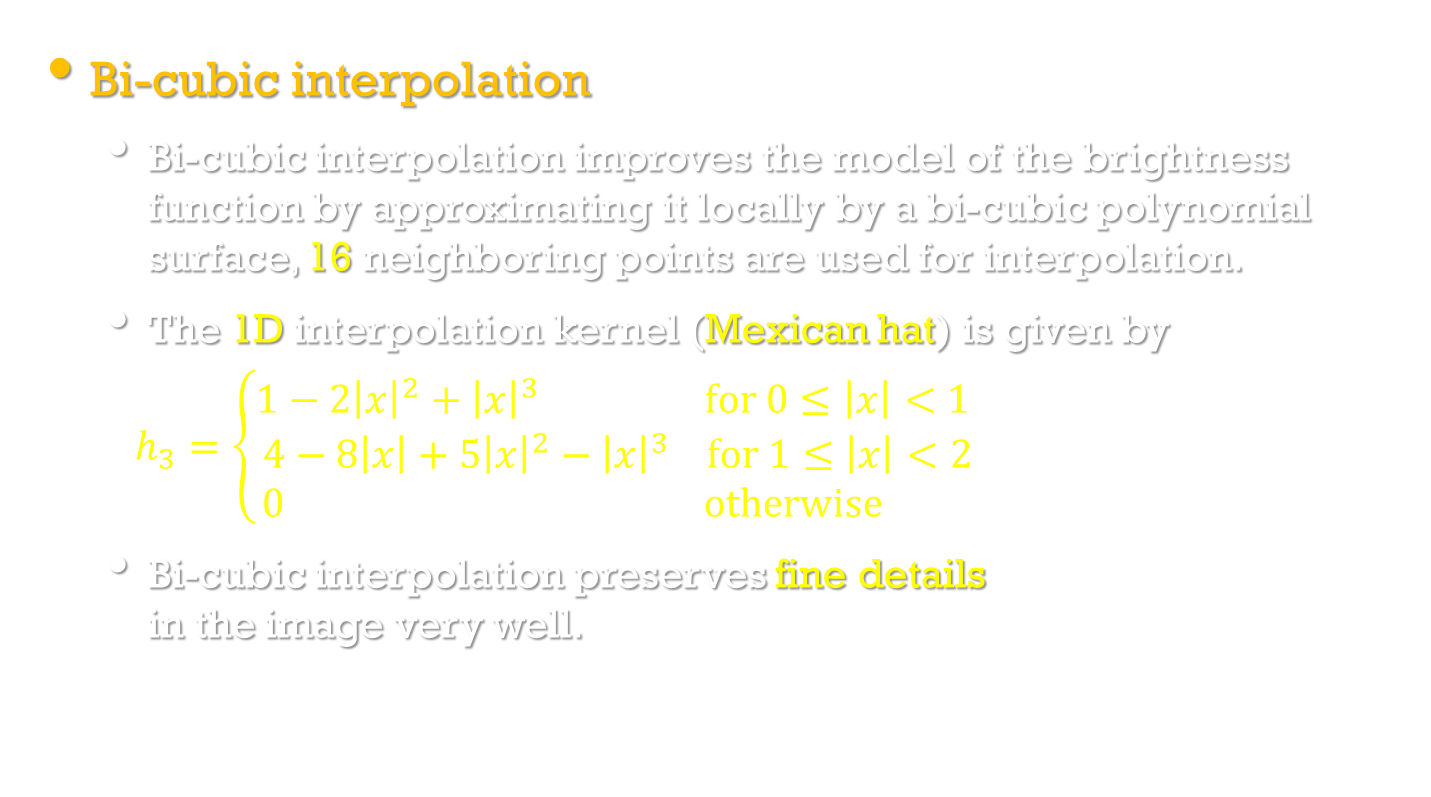 • Bi-cubic interpolation
• Bi-cubic interpolation improves the model of the brightness
function by approximating it locally by a bi-cubic polynomial
surface, 16 neighboring points are used for interpolation.
• The 1D interpolation kernel (Mexican hat) is given by
1 − 2|x|² + |x|³ for 0 ≤ |x| < 1
h₃ = { 4 − 8|x| + 5|x|² − |x|³ for 1 ≤ |x| < 2
0 otherwise
• Bi-cubic interpolation preserves fine details
in the image very well.